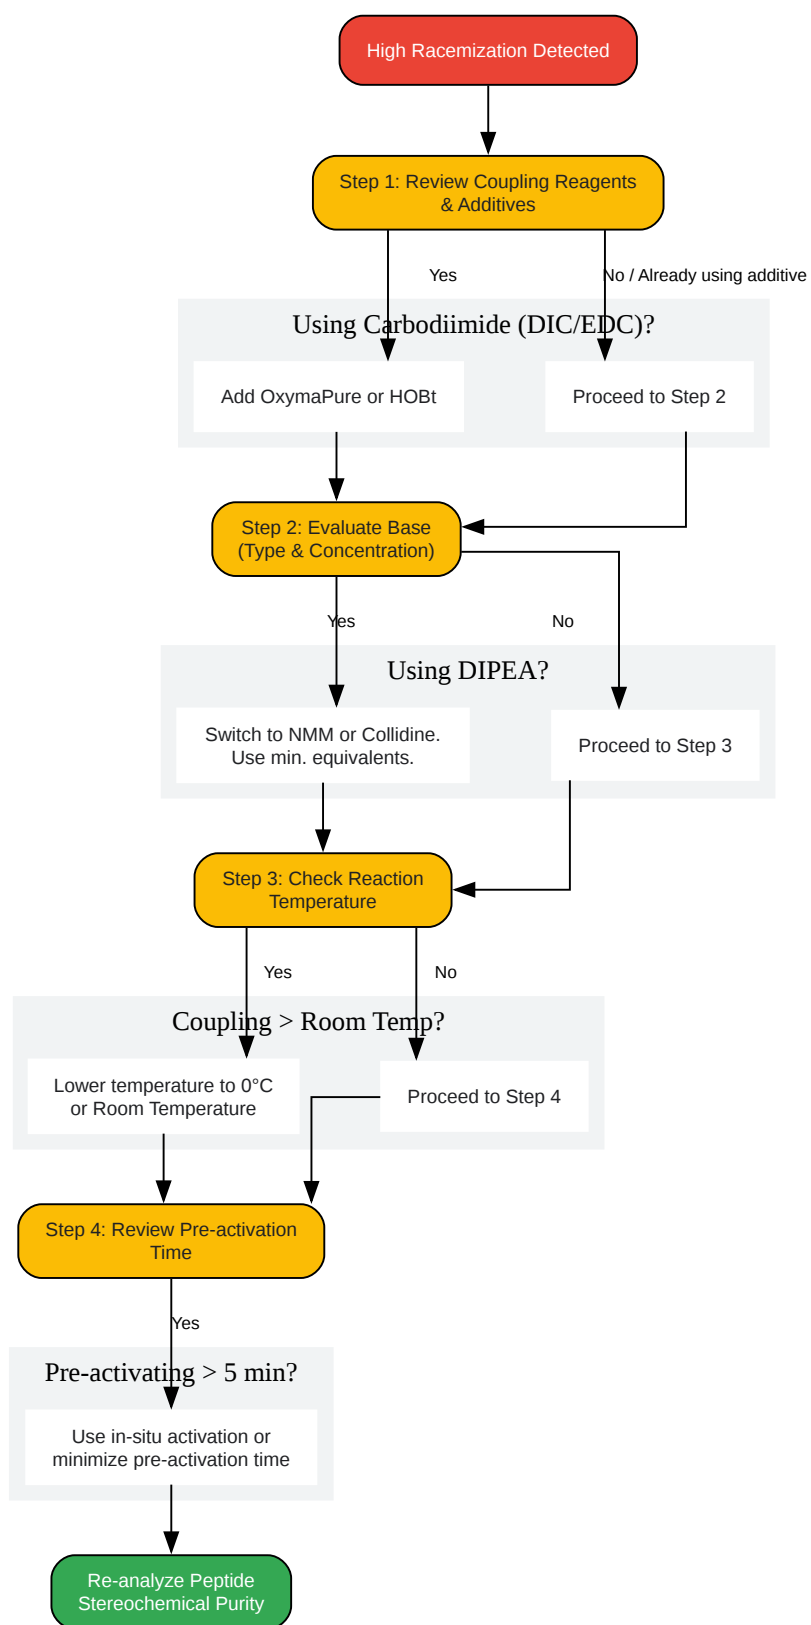 High Racemization Detected
Step 1: Review Coupling Reagents
& Additives
Yes
No / Already using additive
Using Carbodiimide (DIC/EDC)?
Add OxymaPure or HOBt
Proceed to Step 2
Step 2: Evaluate Base
(Type & Concentration)
Yes
No
Using DIPEA?
Switch to NMM or Collidine.
Use min. equivalents.
Proceed to Step 3
Step 3: Check Reaction
Temperature
Yes
No
Coupling > Room Temp?
Lower temperature to 0°C
or Room Temperature
Proceed to Step 4
Step 4: Review Pre-activation
Time
Yes
Pre-activating > 5 min?
Use in-situ activation or
minimize pre-activation time
Re-analyze Peptide
Stereochemical Purity